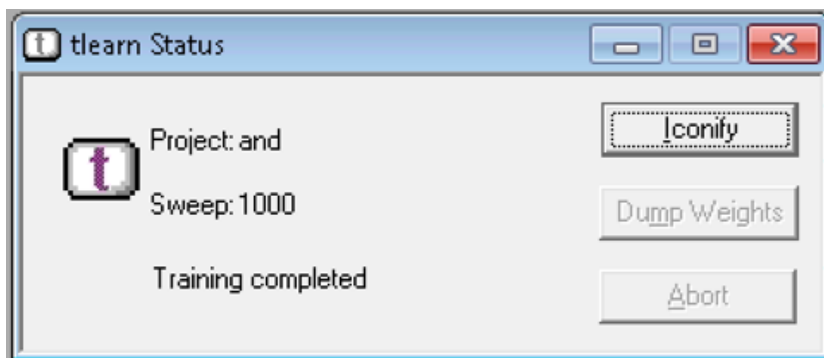 t tlearn Status
t
Project: and
Iconify
Sweep: 1000
Dump Weights
Training completed
Abort